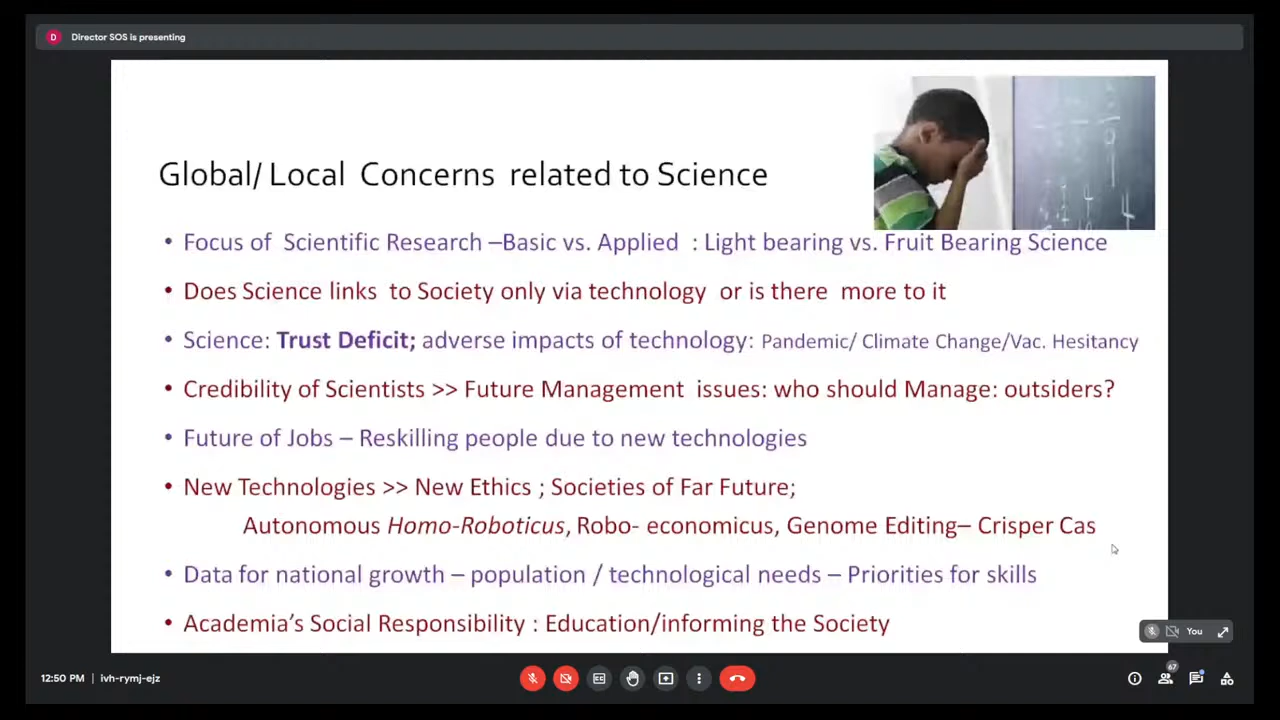 D Director SOS is presenting
Global/ Local Concerns related to Science
• Focus of Scientific Research –Basic vs. Applied : Light bearing vs. Fruit Bearing Science
• Does Science links to Society only via technology or is there more to it
• Science: Trust Deficit; adverse impacts of technology: Pandemic/ Climate Change/Vac. Hesitancy
• Credibility of Scientists >> Future Management issues: who should Manage: outsiders?
• Future of Jobs – Reskilling people due to new technologies
• New Technologies >> New Ethics ; Societies of Far Future;
Autonomous Homo-Roboticus, Robo- economicus, Genome Editing– Crisper Cas
• Data for national growth – population / technological needs – Priorities for skills
• Academia's Social Responsibility : Education/informing the Society
You
12:50 PM | ivh-rymj-ejz
67